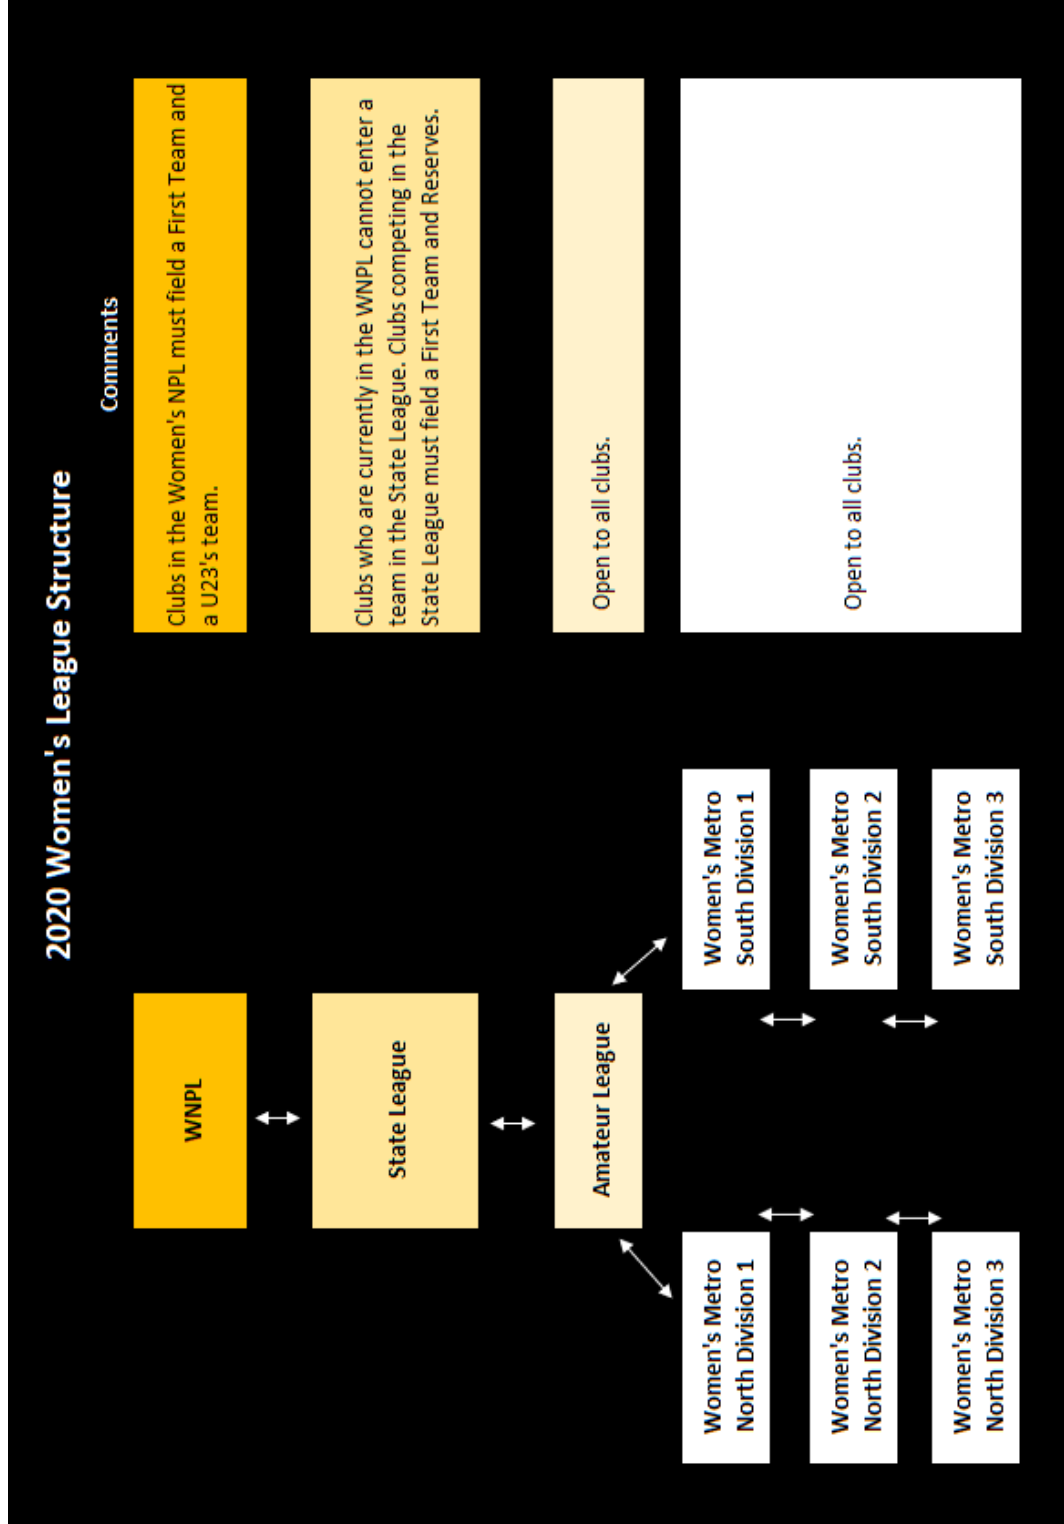 2020 Women's League Structure
Comments
WNPL
Clubs in the Women's NPL must field a First Team and
a U23's team.
State League
Clubs who are currently in the WNPL cannot enter a
team in the State League. Clubs competing in the
State League must field a First Team and Reserves.
Amateur League
Open to all clubs.
Women's Metro
North Division 1
Women's Metro
South Division 1
Women's Metro
North Division 2
Women's Metro
South Division 2
Open to all clubs.
Women's Metro
North Division 3
Women's Metro
South Division 3